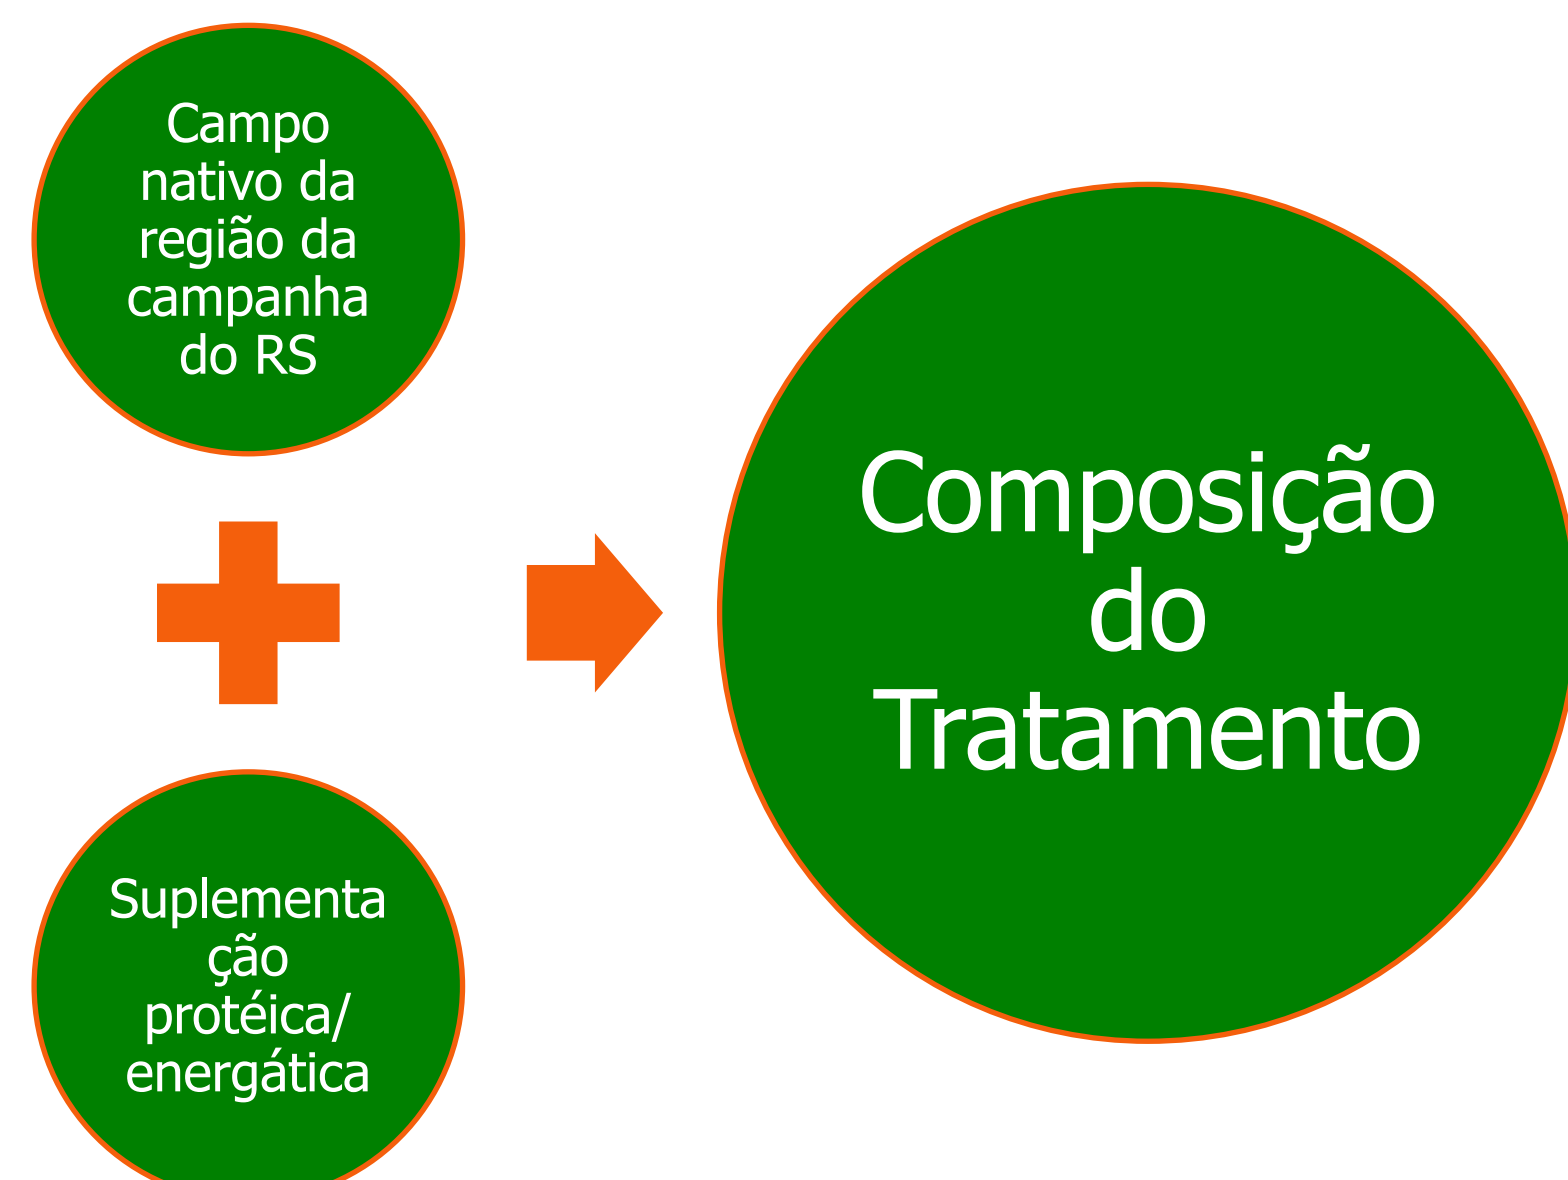 Campo
nativo da
região da
campanha
do RS
Suplementa
ção
protéica/
energática
Composição
do
Tratamento